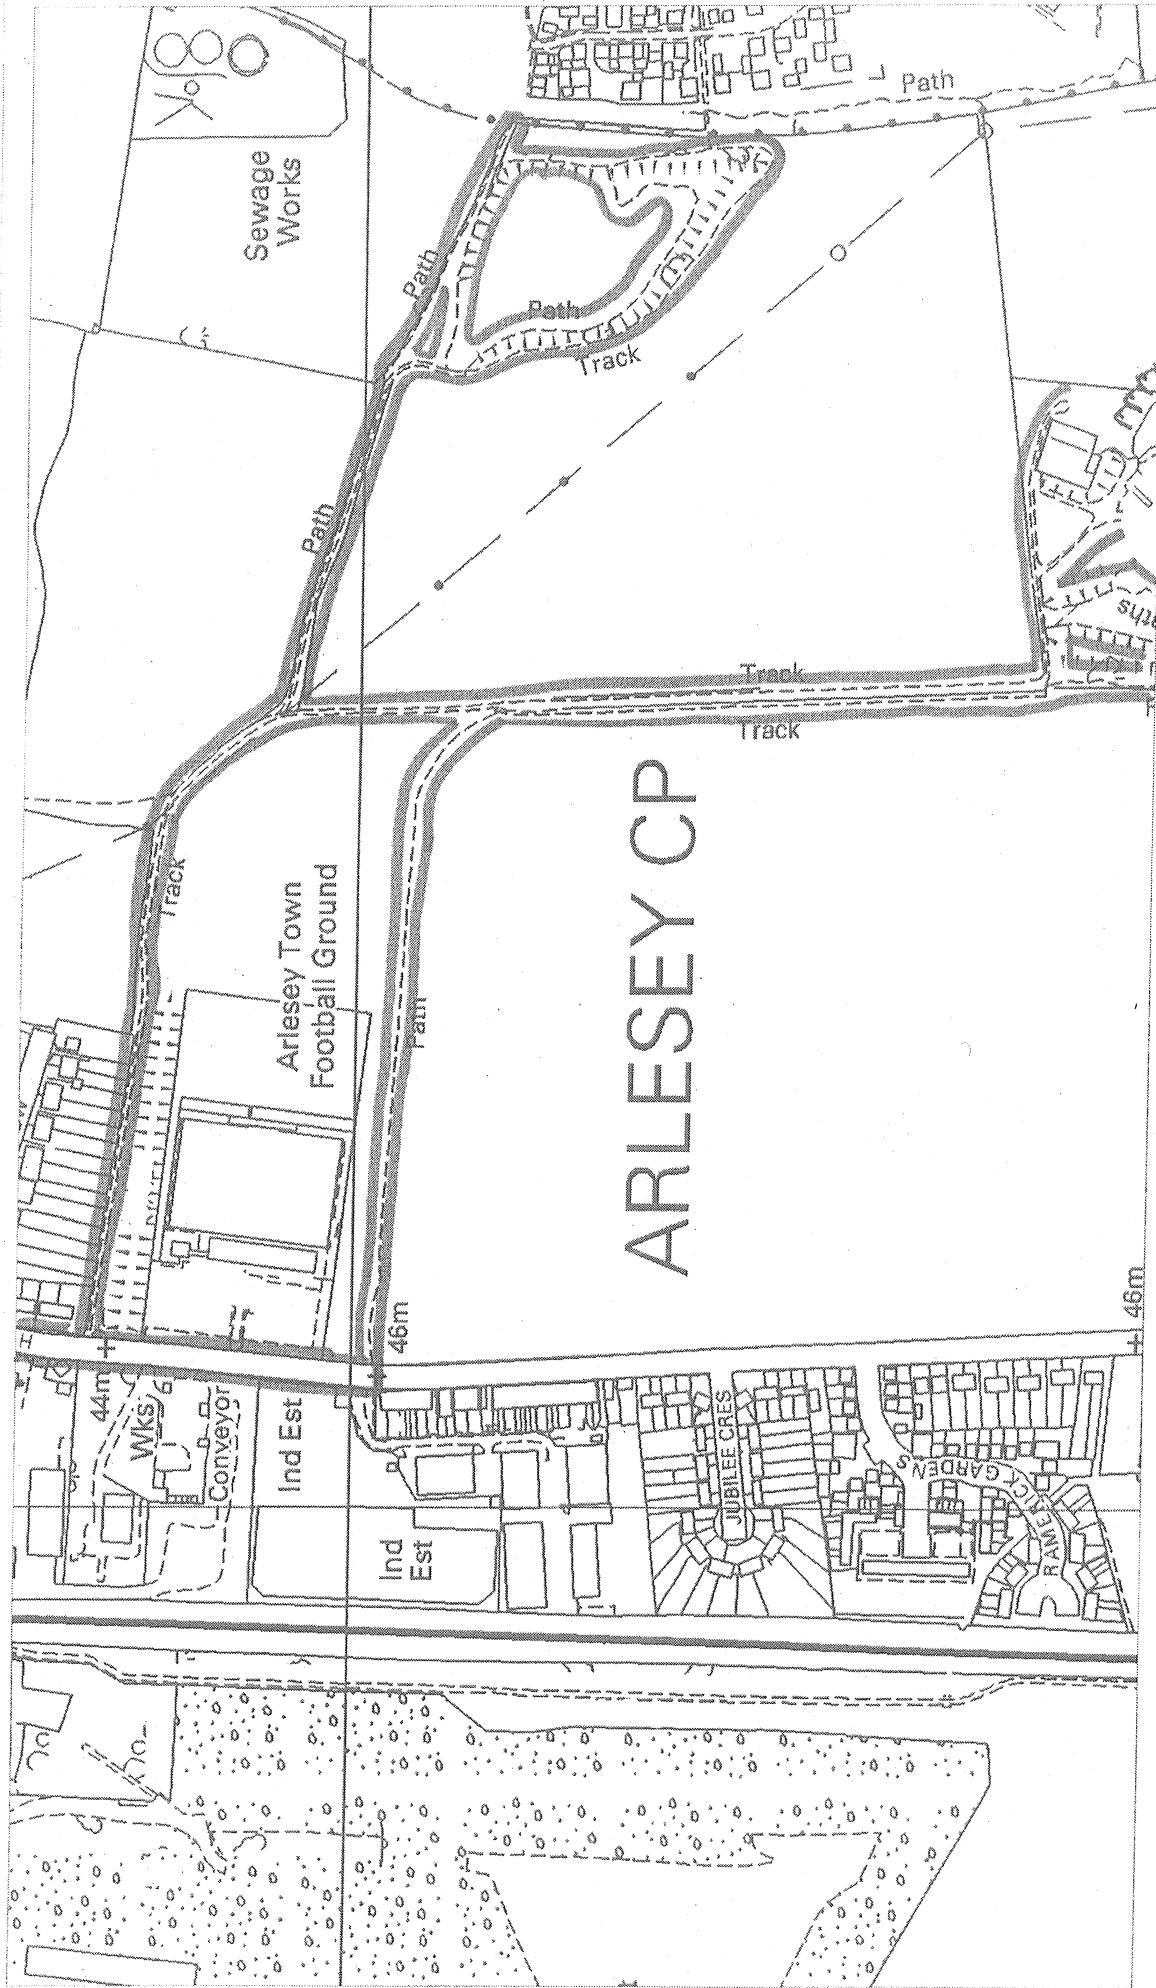 Sewage
Works
Path
Path
Path
Path
Track
Track
Track
Track
Arlesey Town
Football Ground
Path
ARLESEY CP
46m
46m
44m
Wks
Conveyor
Ind Est
Ind
Est
JUBILEE CRES
RAMERICK GARDENS
H